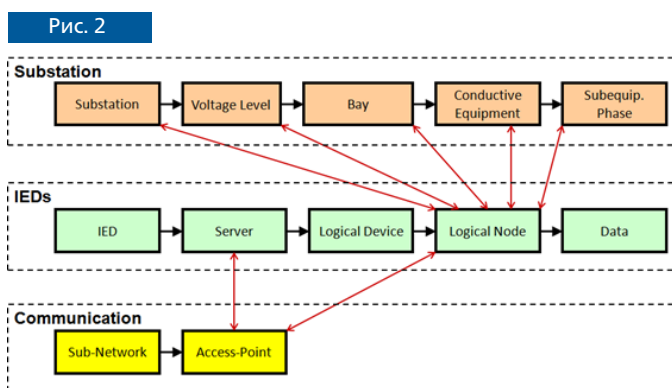 Рис. 2
Substation
Substation
Voltage Level
Bay
Conductive
Equipment
Subequip.
Phase
IEDs
IED
Server
Logical Device
Logical Node
Data
Communication
Sub-Network
Access-Point